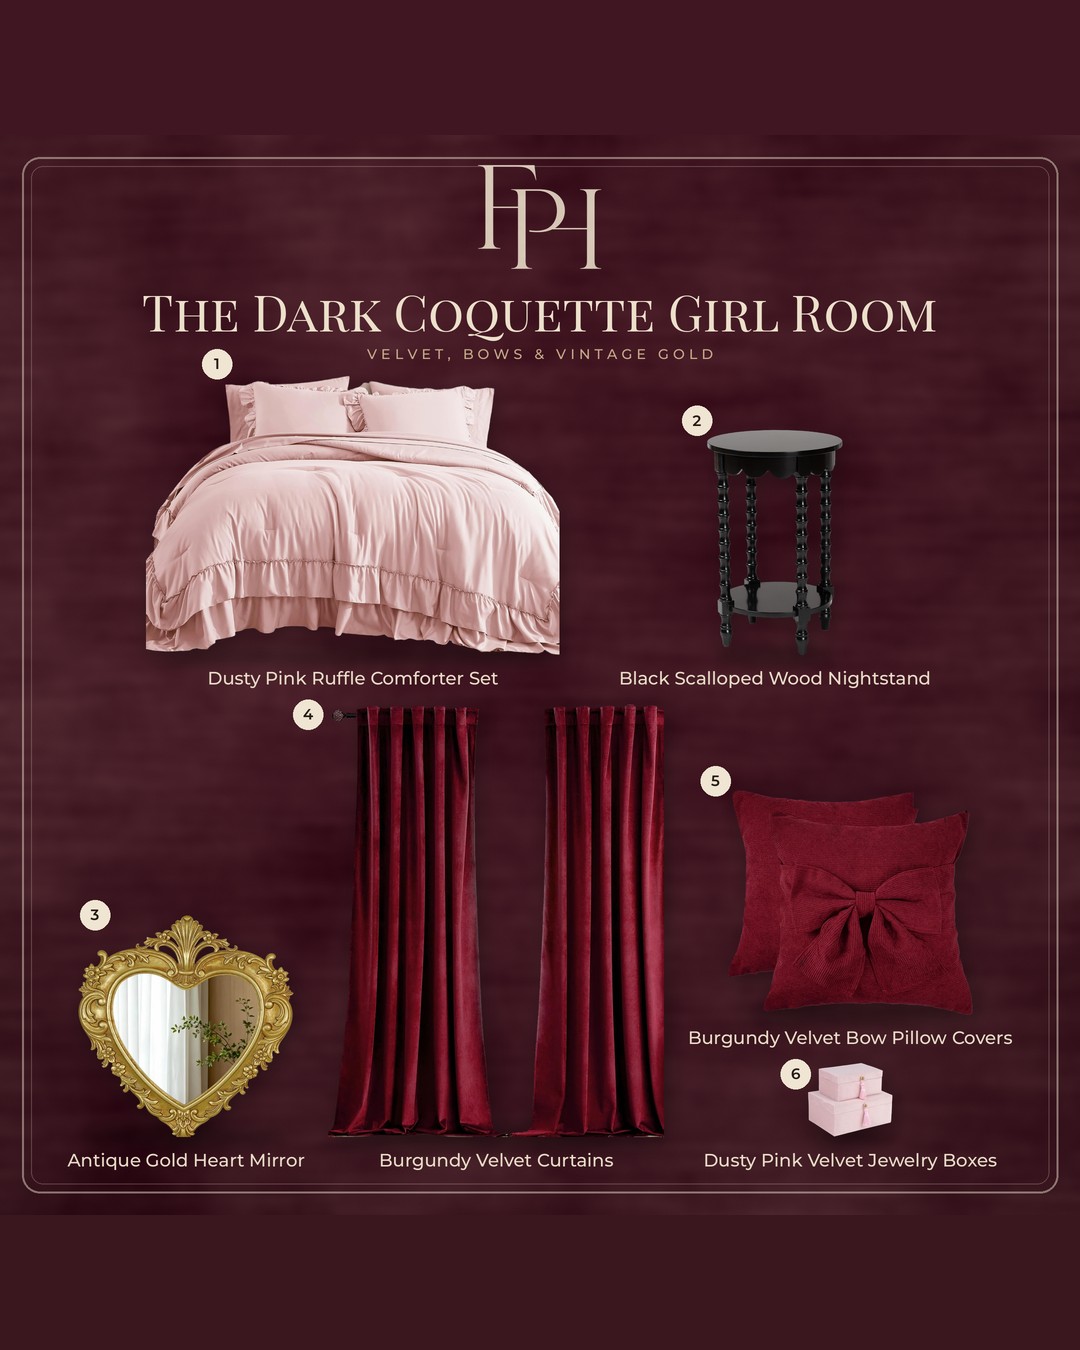 FPH
The Dark Coquette Girl Room
VELVET, BOWS & VINTAGE GOLD
1
2
Dusty Pink Ruffle Comforter Set
Black Scalloped Wood Nightstand
4
5
3
Burgundy Velvet Bow Pillow Covers
6
Antique Gold Heart Mirror
Burgundy Velvet Curtains
Dusty Pink Velvet Jewelry Boxes